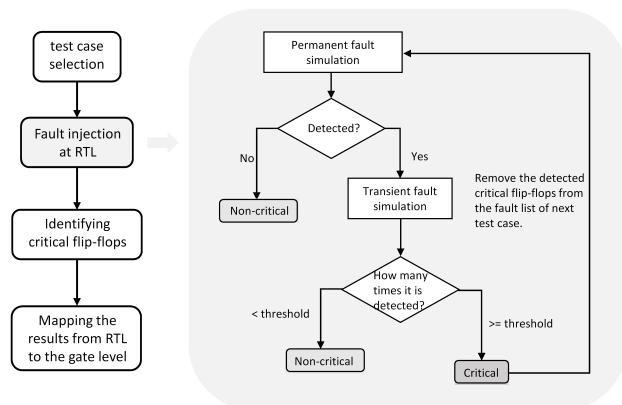 test case
selection
Fault injection
at RTL
Identifying
critical flip-flops
Mapping the
results from RTL
to the gate level
Permanent fault
simulation
Detected?
No
Yes
Non-critical
Transient fault
simulation
Remove the detected
critical flip-flops from
the fault list of next
test case.
How many
times it is
detected?
< threshold
>= threshold
Non-critical
Critical